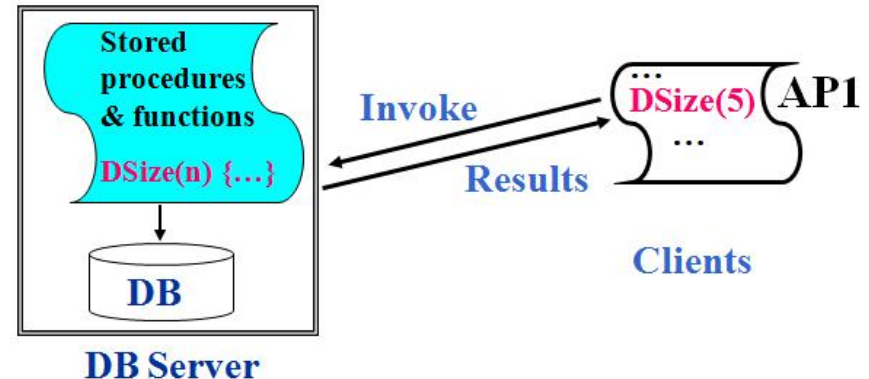 Stored
procedures
& functions
DSize(n) {…}
DB
DB Server
Invoke
Results
…
DSize(5)
…
AP1
Clients